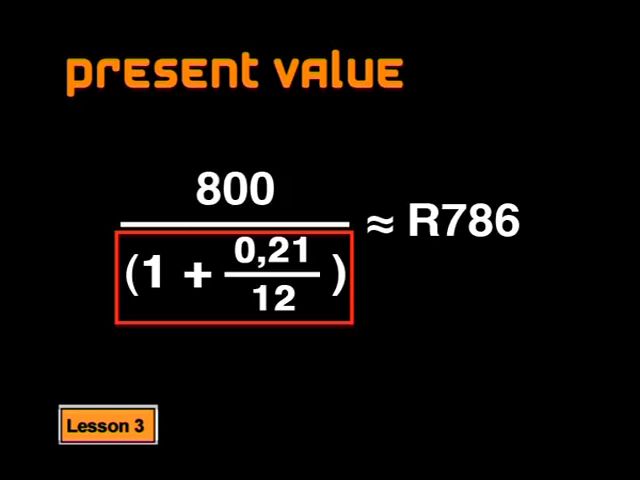 PRESENT VALUE
800
(1 + 0,21 / 12) ≈ R786
Lesson 3